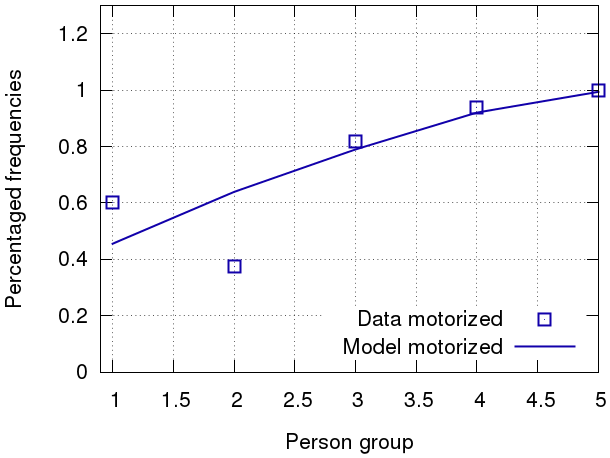 1.2
1
0.8
0.6
0.4
0.2
0
Percentaged frequencies
Data motorized
Model motorized
1 1.5 2 2.5 3 3.5 4 4.5 5
Person group